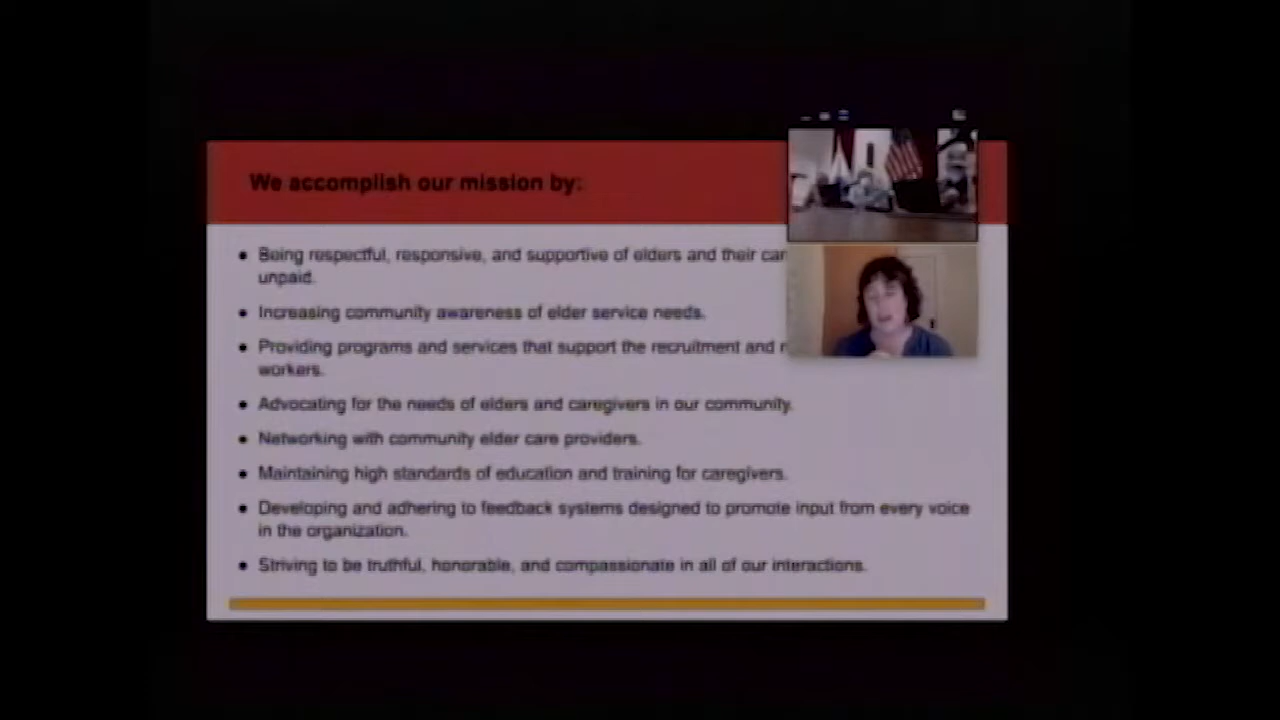 We accomplish our mission by:
● Being respectful, responsive, and supportive of elders and their
unpaid.
● Increasing community awareness of elder service needs.
● Providing programs and services that support the recruitment and
workers.
● Advocating for the needs of elders and caregivers in our community.
● Networking with community elder care providers.
● Maintaining high standards of education and training for caregivers.
● Developing and adhering to feedback systems designed to promote input from every voice
in the organization.
● Striving to be truthful, honorable, and compassionate in all of our interactions.